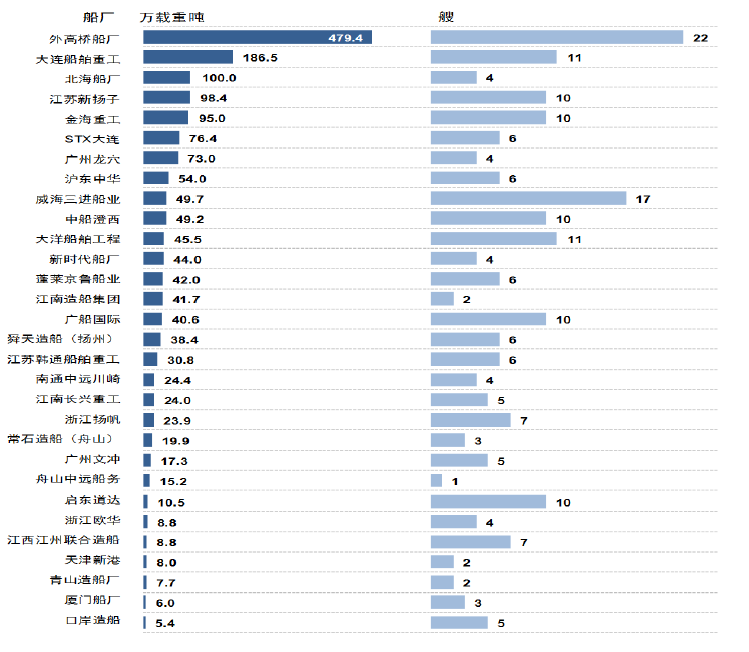 船厂 万载重吨 艘
外高桥船厂 479.4 22
大连船舶重工 186.5 11
北海船厂 100.0 4
江苏新扬子 98.4 10
金海重工 95.0 10
STX大连 76.4 6
广州龙穴 73.0 4
沪东中华 54.0 6
威海三进船业 49.7 17
中船澄西 49.2 10
大洋船舶工程 45.5 11
新时代船厂 44.0 4
蓬莱京鲁船业 42.0 6
江南造船集团 41.7 2
广船国际 40.6 10
舜天造船（扬州） 38.4 6
江苏韩通船舶重工 30.8 6
南通中远川崎 24.4 4
江南长兴重工 24.0 5
浙江扬帆 23.9 7
常石造船（舟山） 19.9 3
广州文冲 17.3 5
舟山中远船务 15.2 1
启东道达 10.5 10
浙江欧华 8.8 4
江西江州联合造船 8.8 7
天津新港 8.0 2
青山造船厂 7.7 2
厦门船厂 6.0 3
口岸造船 5.4 5